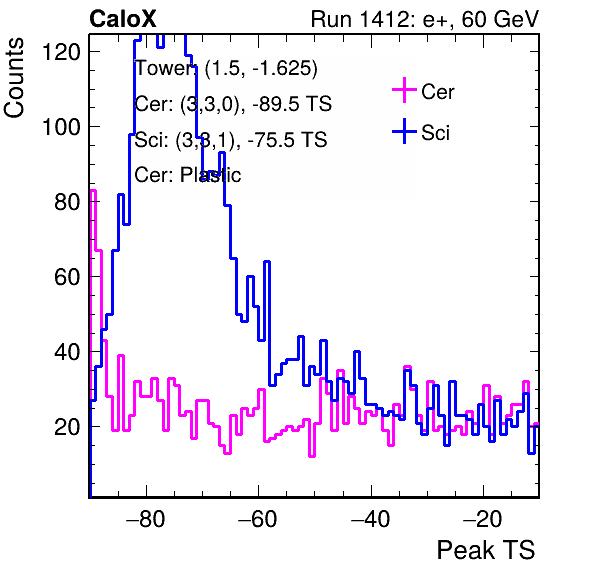 CaloX Run 1412: e+, 60 GeV
Counts
120
100
80
60
40
20
Tower: (1.5, -1.625)
Cer: (3,3,0), -89.5 TS
Sci: (3,3,1), -75.5 TS
Cer: Plastic
Cer
Sci
−80 −60 −40 −20
Peak TS